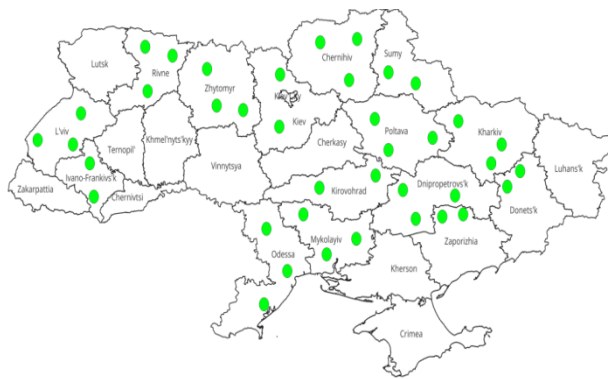 Chernihiv
Sumy
Lutsk
Rivne
Zhytomyr
Kiev
L'viv
Poltava
Kharkiv
Khmel'nyts'kyy
Ternopil'
Cherkasy
Vinnytsya
Luhans'k
Ivano-Frankivs'k
Zakarpattia
Chernivtsi
Kirovohrad
Dnipropetrovs'k
Donets'k
Mykolayiv
Zaporizhia
Odessa
Kherson
Crimea